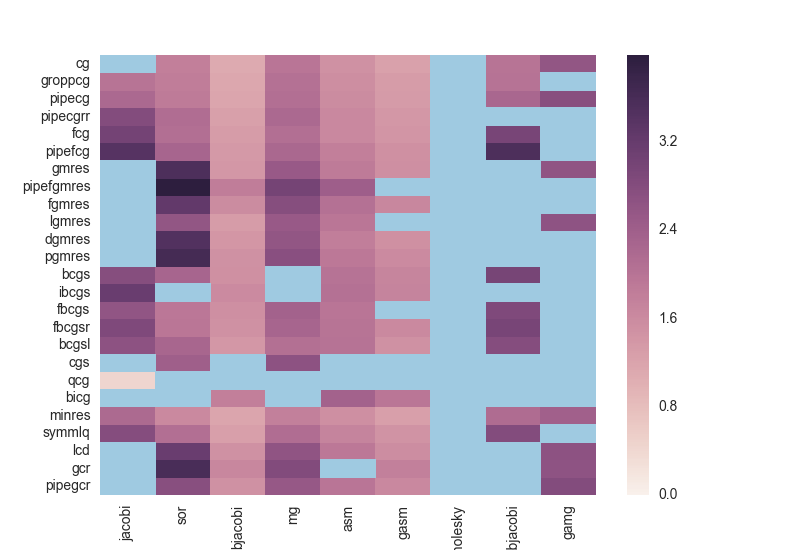 cg
groppcg
pipecg
pipecgrr
fcg
pipefcg
gmres
pipefgmres
fgmres
lgmres
dgmres
pgmres
bcgs
ibcgs
fbcgs
fbcgsr
bcgsl
cgs
qcg
bicg
minres
symmlq
lcd
gcr
pipegcr
jacobi
sor
bjacobi
mg
asm
gasm
holesky
bjacobi
gamg
3.2
2.4
1.6
0.8
0.0